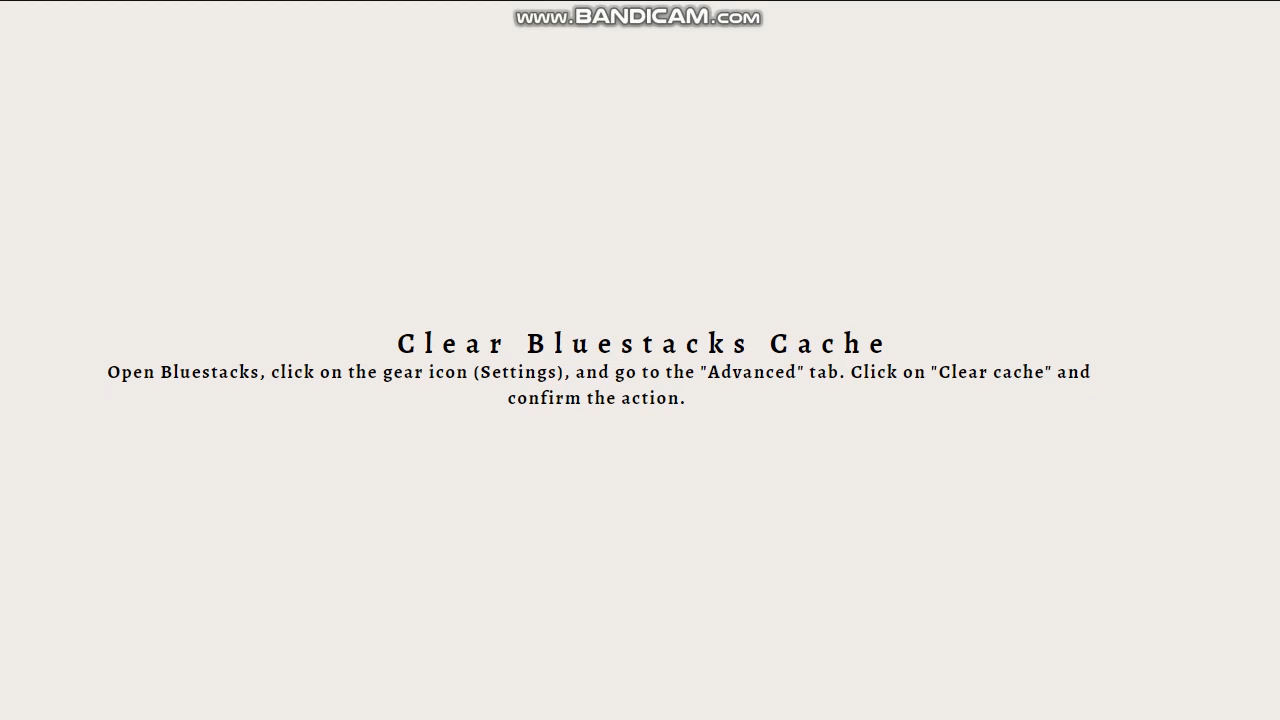 www.BANDICAM.com
Clear Bluestacks Cache
Open Bluestacks, click on the gear icon (Settings), and go to the "Advanced" tab. Click on "Clear cache" and
confirm the action.